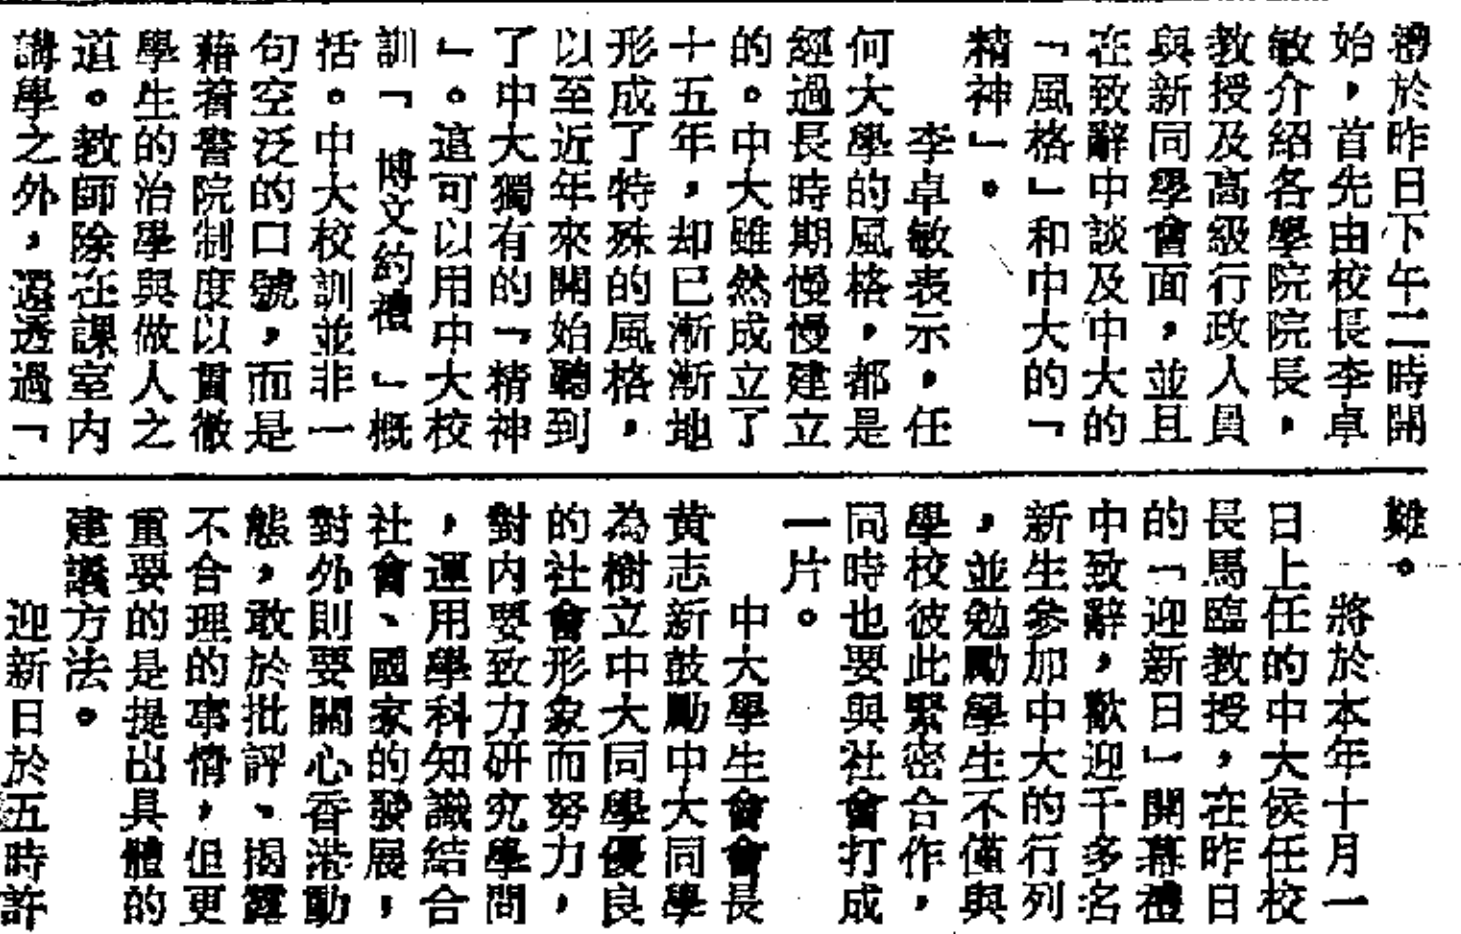 禮於昨日下午二時開
始，首先由校長李卓
敏介紹各學院院長，
教授及高級行政人員
與新同學會面，並且
在致辭中談及中大的
「風格」和中大的「
精神」。
李卓敏表示，任
何大學的風格，都是
經過長時期慢慢建立
的。中大雖然成立了
十五年，却已漸漸地
形成了特殊的風格，
以至近年來開始聽到
了中大獨有的「精神
」。這可以用中大校
訓「博文約禮」概
括。中大校訓並非一
句空泛的口號，而是
藉着書院制度以貫徹
學生的治學與做人之
道。教師除在課室內
講學之外，還透過「
難。
將於本年十月一
日上任的中大侯任校
長馬臨教授，在昨日
的「迎新日」開幕禮
中致辭，歡迎千多名
新生參加中大的行列
，並勉勵學生不僅與
學校彼此緊密合作，
同時也要與社會打成
一片。
中大學生會會長
黄志新鼓勵中大同學
為樹立中大同學優良
的社會形象而努力，
對內要致力研究學問
，運用學科知識結合
社會、國家的發展，
對外則要關心香港動
態，敢於批評、揭露
不合理的事情，但更
重要的是提出具體的
建議方法。
迎新日於五時許